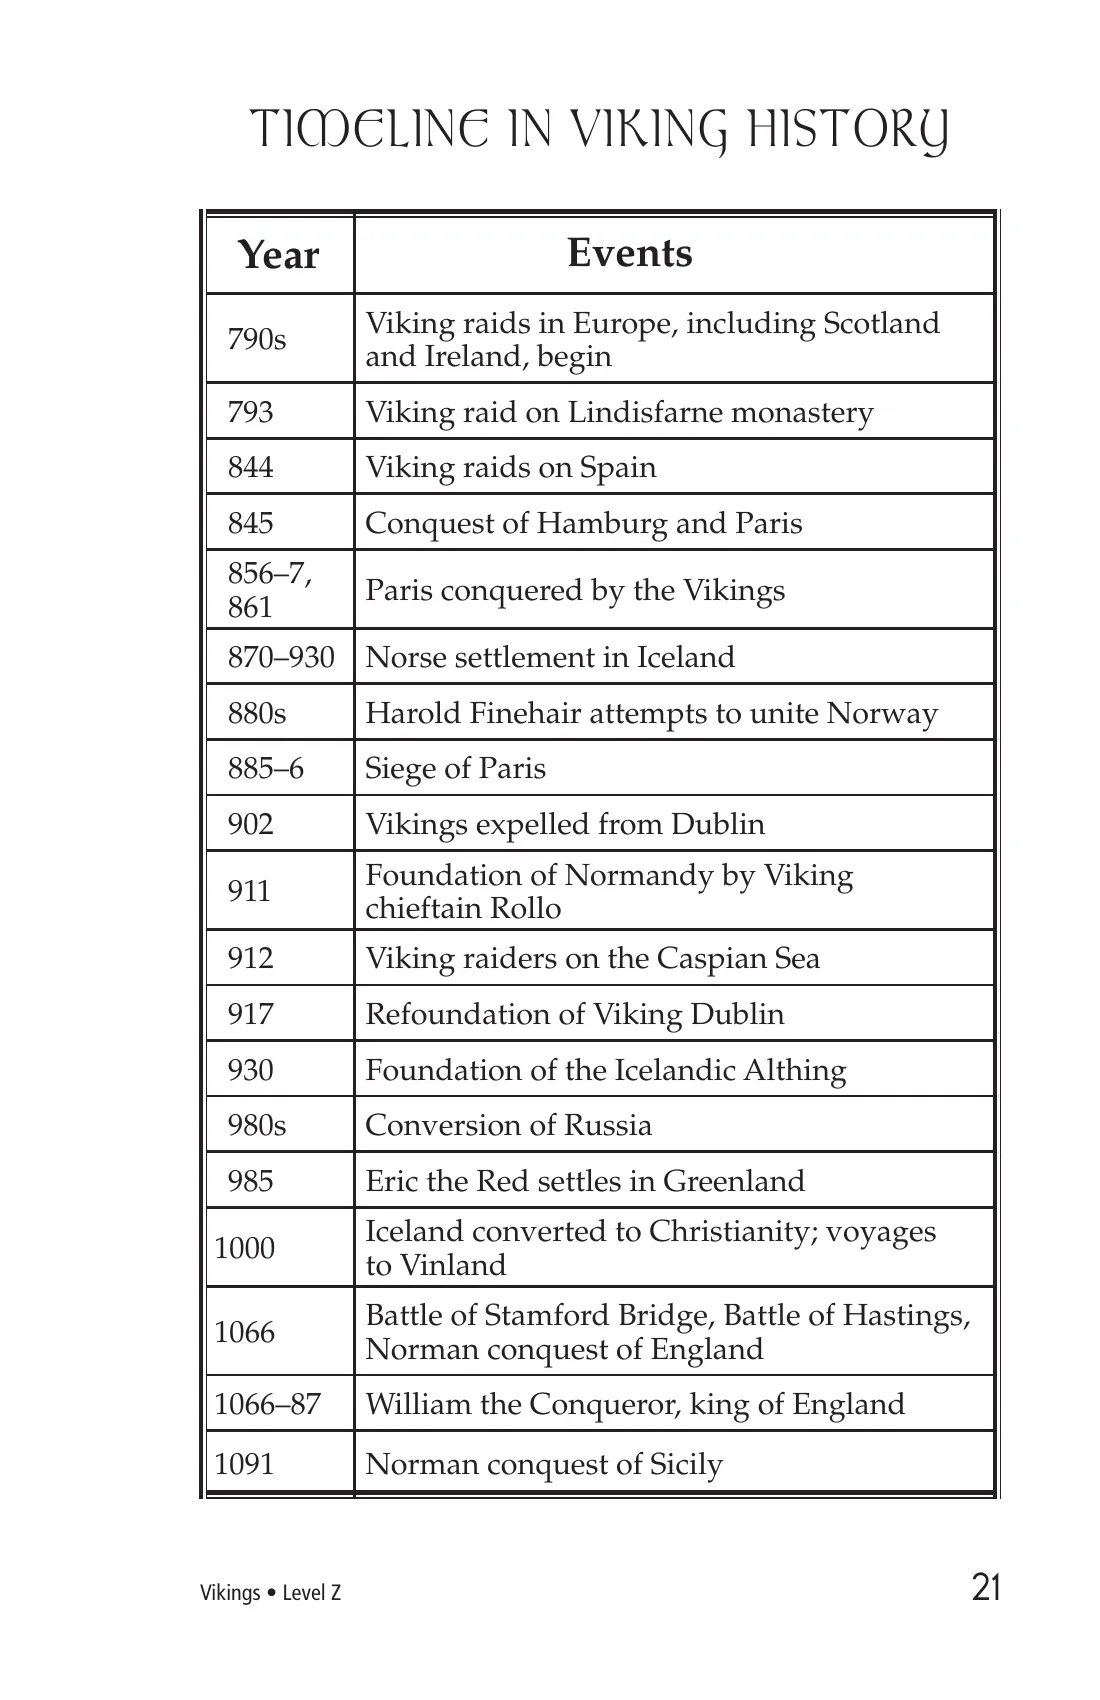 TIMELINE IN VIKING HISTORY
Year Events
790s Viking raids in Europe, including Scotland
and Ireland, begin
793 Viking raid on Lindisfarne monastery
844 Viking raids on Spain
845 Conquest of Hamburg and Paris
856–7,
861 Paris conquered by the Vikings
870–930 Norse settlement in Iceland
880s Harold Finehair attempts to unite Norway
885–6 Siege of Paris
902 Vikings expelled from Dublin
911 Foundation of Normandy by Viking
chieftain Rollo
912 Viking raiders on the Caspian Sea
917 Refoundation of Viking Dublin
930 Foundation of the Icelandic Althing
980s Conversion of Russia
985 Eric the Red settles in Greenland
1000 Iceland converted to Christianity; voyages
to Vinland
1066 Battle of Stamford Bridge, Battle of Hastings,
Norman conquest of England
1066–87 William the Conqueror, king of England
1091 Norman conquest of Sicily
Vikings • Level Z 21